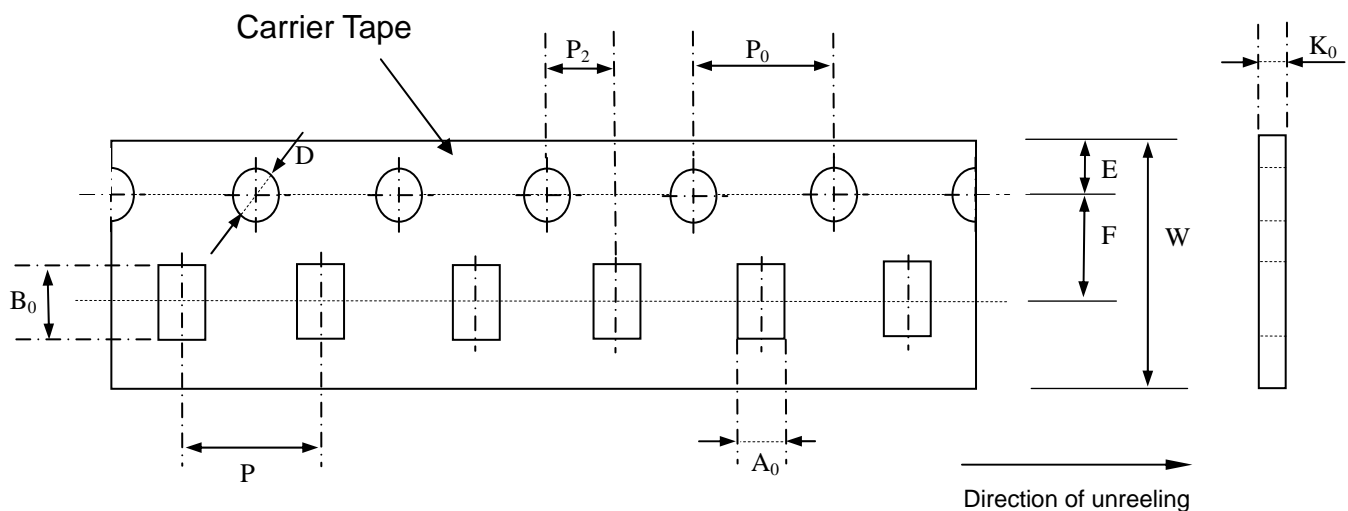 Carrier Tape
P₂
P₀
K₀
D
E
F
W
B₀
P
A₀
Direction of unreeling